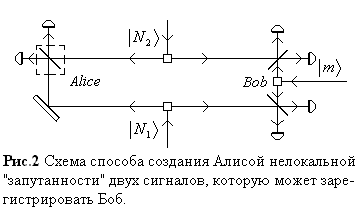 |N₂⟩
|m⟩
Alice
Bob
|N₁⟩
Рис.2 Схема способа создания Алисой нелокальной
"запутанности" двух сигналов, которую может заре-
гистрировать Боб.